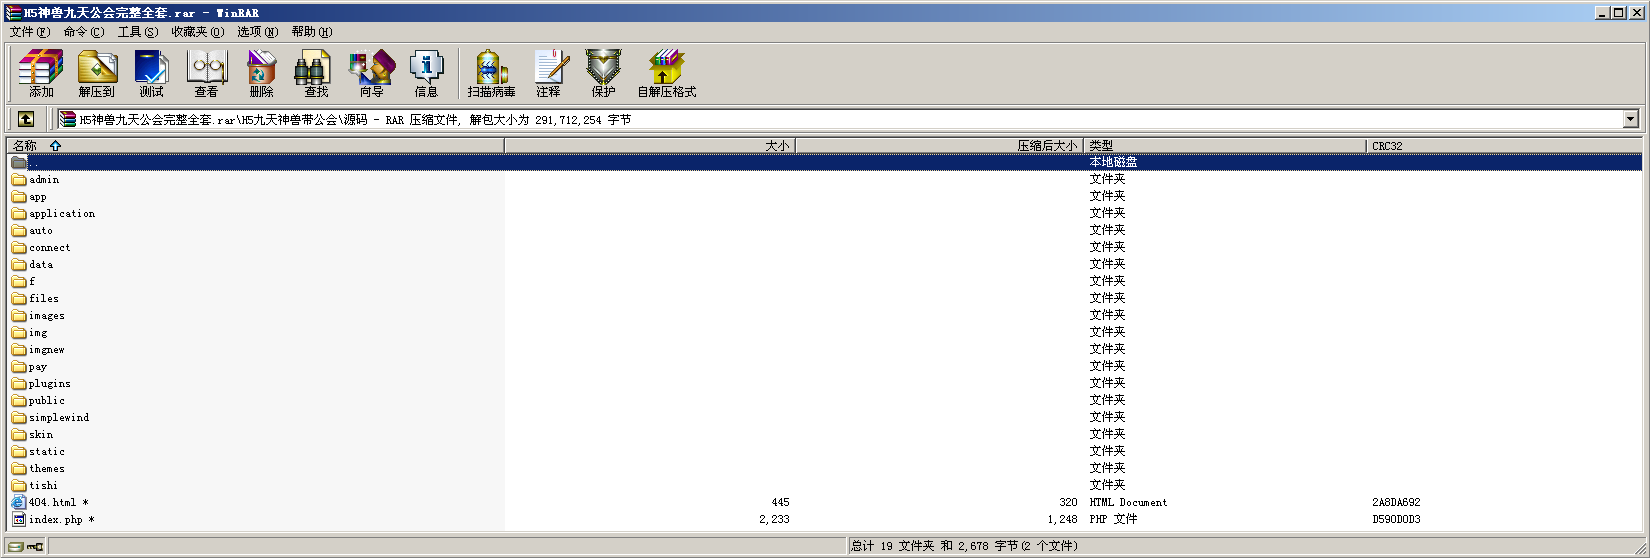 H5神兽九天公会完整全套.rar - WinRAR
文件(F) 命令(C) 工具(S) 收藏夹(O) 选项(N) 帮助(H)
添加 解压到 测试 查看 删除 查找 向导 信息 扫描病毒 注释 保护 自解压格式
H5神兽九天公会完整全套.rar\H5九天神兽带公会\源码 - RAR 压缩文件, 解包大小为 291,712,254 字节
名称 大小 压缩后大小 类型 CRC32
.. 本地磁盘
admin 文件夹
app 文件夹
application 文件夹
auto 文件夹
connect 文件夹
data 文件夹
f 文件夹
files 文件夹
images 文件夹
img 文件夹
imgnew 文件夹
pay 文件夹
plugins 文件夹
public 文件夹
simplewind 文件夹
skin 文件夹
static 文件夹
themes 文件夹
tishi 文件夹
404.html * 445 320 HTML Document 2A8DA692
index.php * 2,233 1,248 PHP 文件 D590D0D3
总计 19 文件夹 和 2,678 字节(2 个文件)